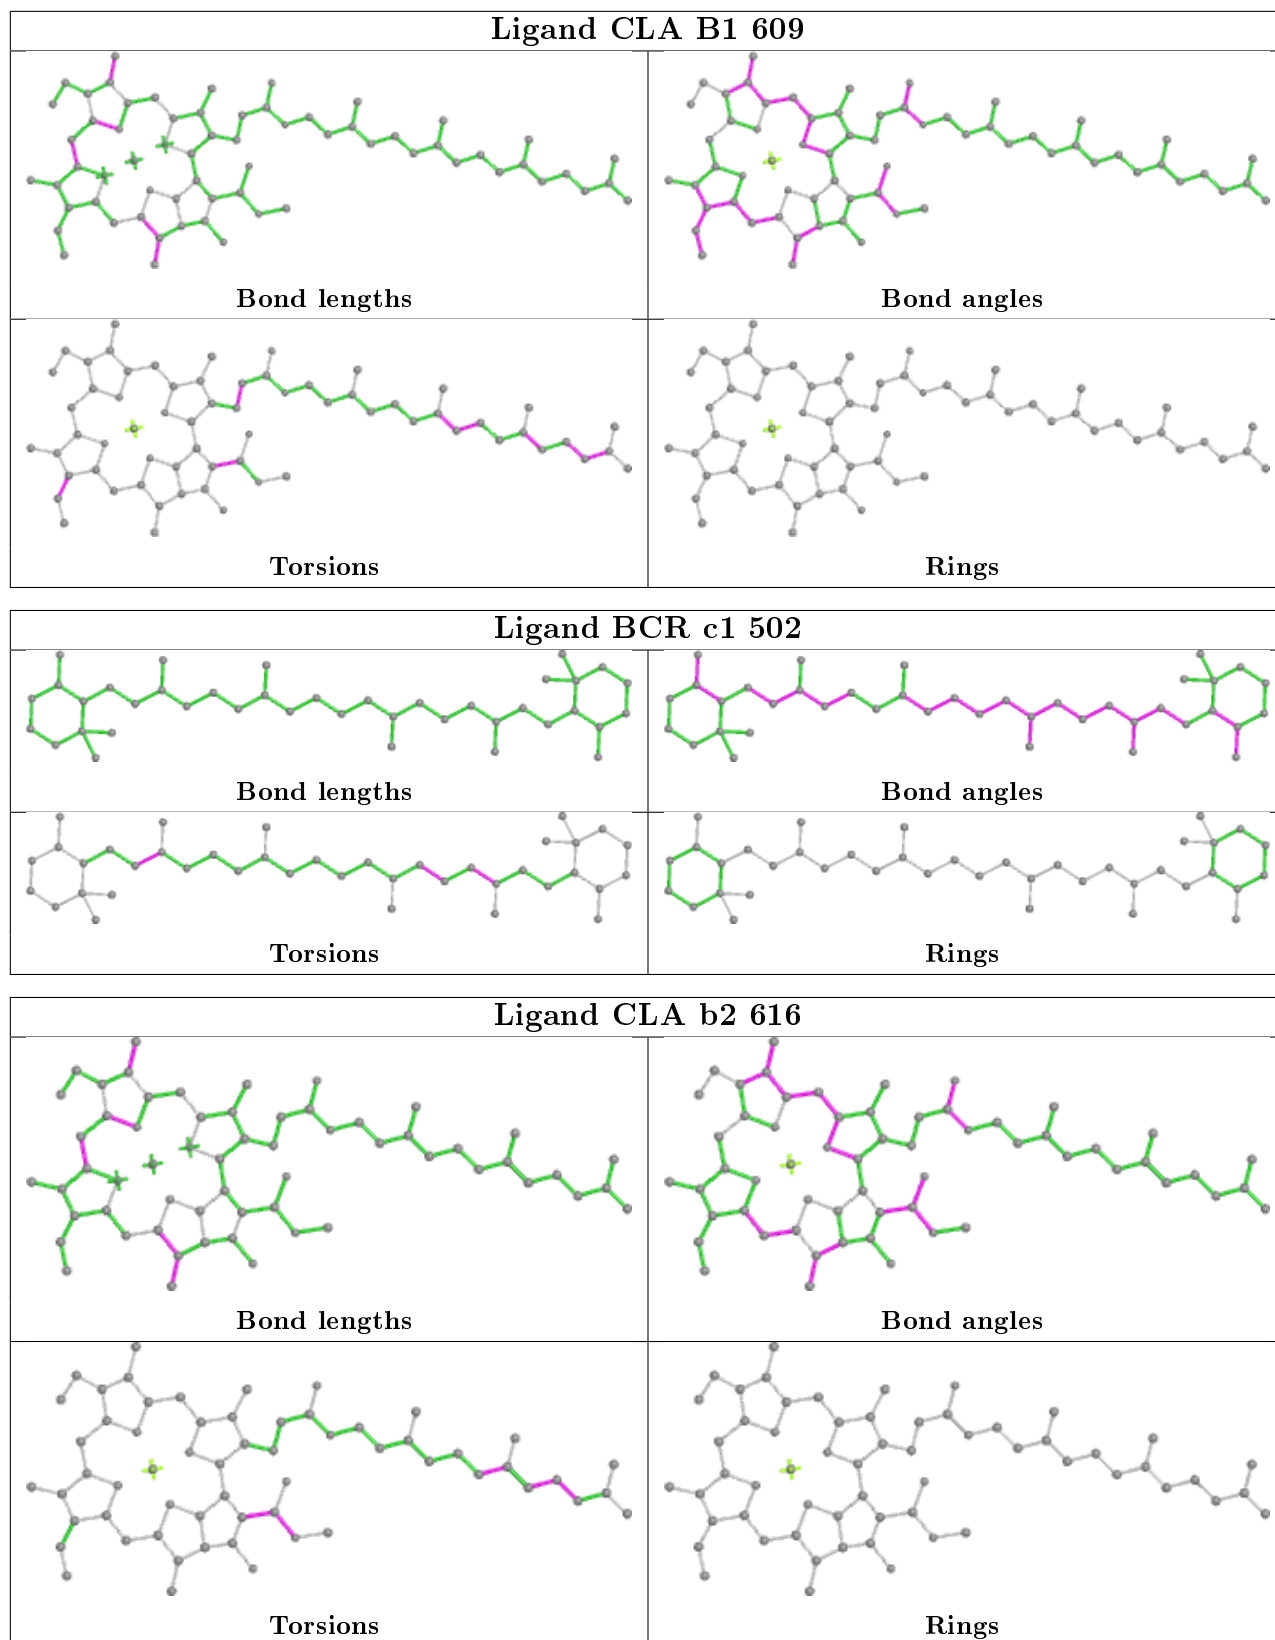 Ligand CLA B1 609
Bond lengths
Bond angles
Torsions
Rings
Ligand BCR c1 502
Bond lengths
Bond angles
Torsions
Rings
Ligand CLA b2 616
Bond lengths
Bond angles
Torsions
Rings